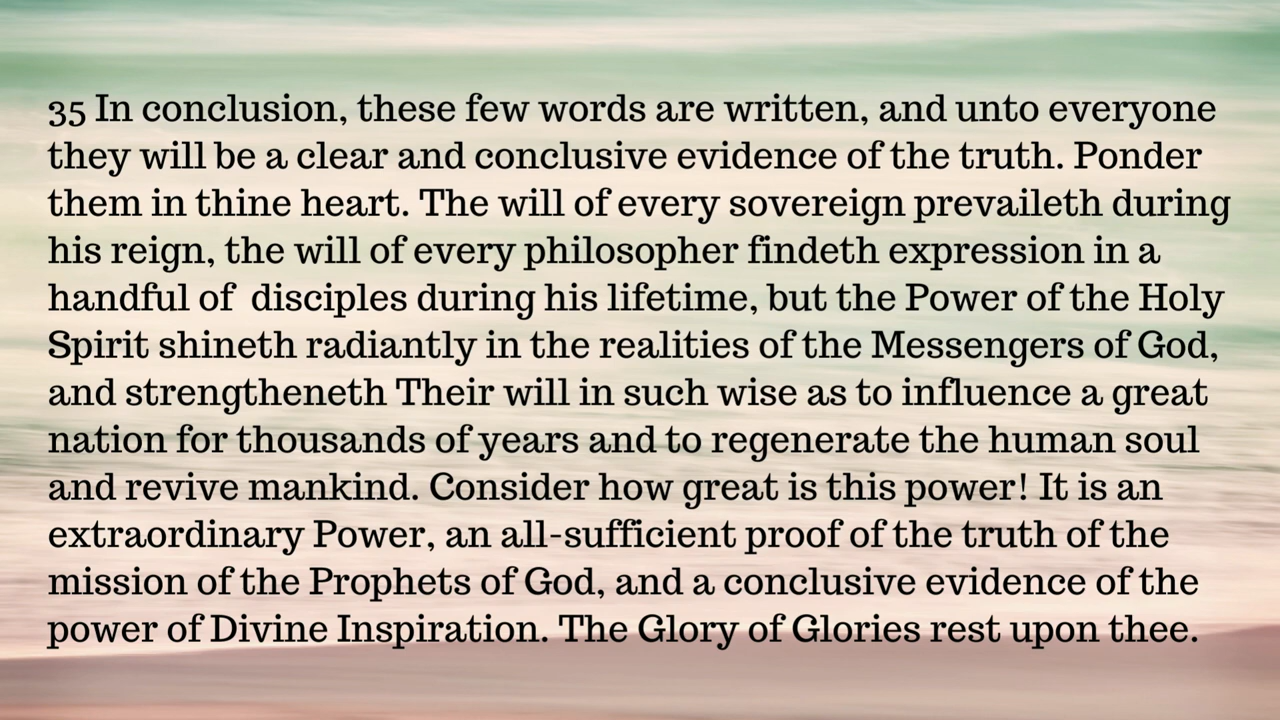 35 In conclusion, these few words are written, and unto everyone
they will be a clear and conclusive evidence of the truth. Ponder
them in thine heart. The will of every sovereign prevaileth during
his reign, the will of every philosopher findeth expression in a
handful of  disciples during his lifetime, but the Power of the Holy
Spirit shineth radiantly in the realities of the Messengers of God,
and strengtheneth Their will in such wise as to influence a great
nation for thousands of years and to regenerate the human soul
and revive mankind. Consider how great is this power! It is an
extraordinary Power, an all-sufficient proof of the truth of the
mission of the Prophets of God, and a conclusive evidence of the
power of Divine Inspiration. The Glory of Glories rest upon thee.